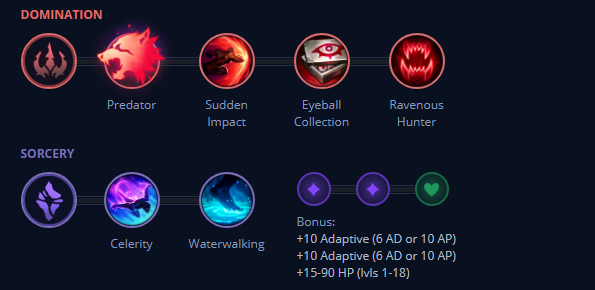 DOMINATION
Predator
Sudden
Impact
Eyeball
Collection
Ravenous
Hunter
SORCERY
Celerity
Waterwalking
Bonus:
+10 Adaptive (6 AD or 10 AP)
+10 Adaptive (6 AD or 10 AP)
+15-90 HP (lvls 1-18)